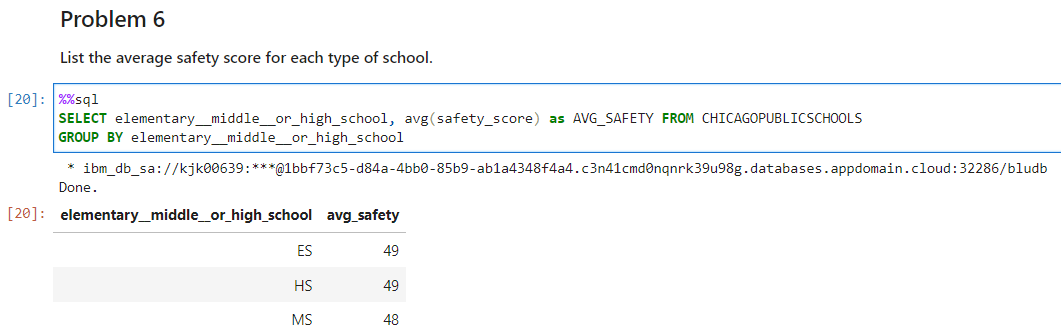 Problem 6
List the average safety score for each type of school.
[20]: %%sql
SELECT elementary__middle__or_high_school, avg(safety_score) as AVG_SAFETY FROM CHICAGOPUBLICSCHOOLS
GROUP BY elementary__middle__or_high_school
* ibm_db_sa://kjk00639:***@1bbf73c5-d84a-4bb0-85b9-ab1a4348f4a4.c3n41cmd0nqnrk39u98g.databases.appdomain.cloud:32286/bludb
Done.
[20]: elementary__middle__or_high_school avg_safety
ES 49
HS 49
MS 48